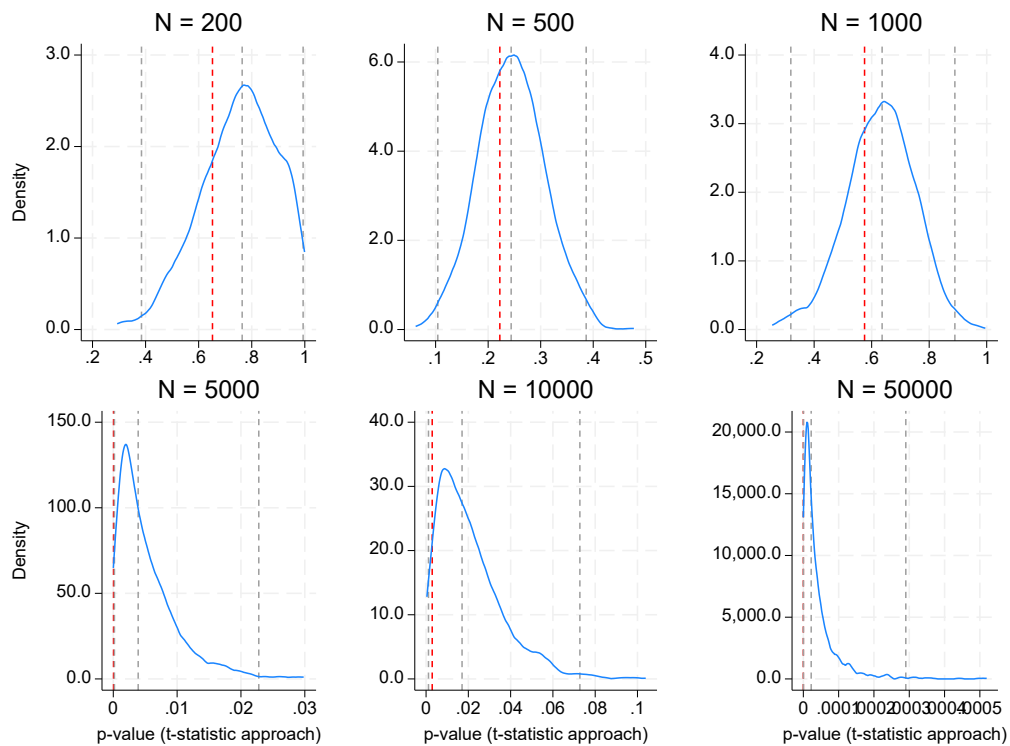 N = 200
N = 500
N = 1000
3.0
2.0
1.0
0.0
Density
.2 .4 .6 .8 1
6.0
4.0
2.0
0.0
.1 .2 .3 .4 .5
4.0
3.0
2.0
1.0
0.0
.2 .4 .6 .8 1
N = 5000
N = 10000
N = 50000
150.0
100.0
50.0
0.0
Density
0 .01 .02 .03
p-value (t-statistic approach)
40.0
30.0
20.0
10.0
0.0
0 .02 .04 .06 .08 .1
p-value (t-statistic approach)
20,000.0
15,000.0
10,000.0
5,000.0
0.0
0 .0001 .0002 .0003 .0004 .0005
p-value (t-statistic approach)